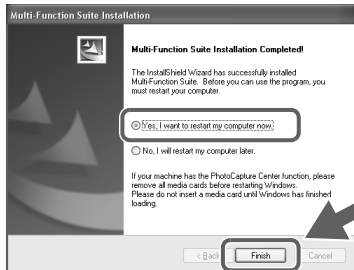 Multi-Function Suite Installation
Multi-Function Suite Installation Completed!
The InstallShield Wizard has successfully installed
Multi-Function Suite. Before you can use the program, you
must restart your computer.
Yes, I want to restart my computer now.
No, I will restart my computer later.
If your machine has the PhotoCapture Center function, please
remove all media cards before restarting Windows.
Please do not insert a media card until Windows has finished
loading.
< Back
Finish
Cancel